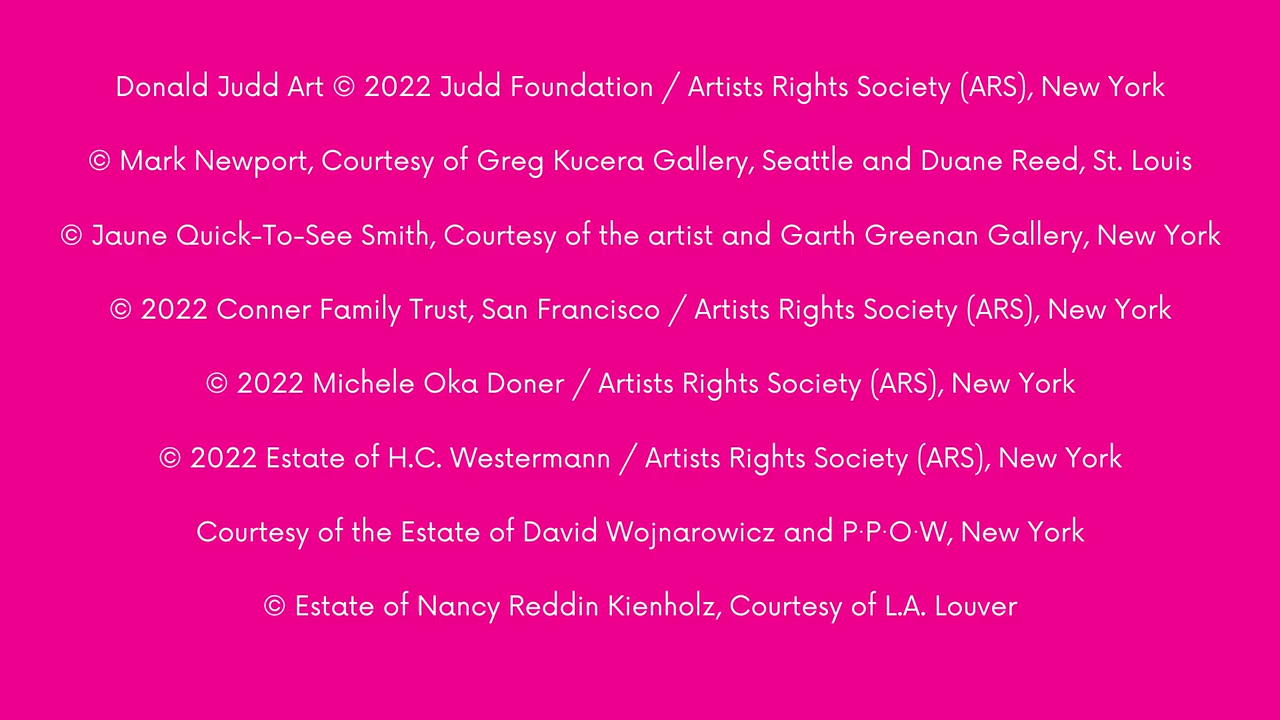 Donald Judd Art © 2022 Judd Foundation / Artists Rights Society (ARS), New York
© Mark Newport, Courtesy of Greg Kucera Gallery, Seattle and Duane Reed, St. Louis
© Jaune Quick-To-See Smith, Courtesy of the artist and Garth Greenan Gallery, New York
© 2022 Conner Family Trust, San Francisco / Artists Rights Society (ARS), New York
© 2022 Michele Oka Doner / Artists Rights Society (ARS), New York
© 2022 Estate of H.C. Westermann / Artists Rights Society (ARS), New York
Courtesy of the Estate of David Wojnarowicz and P·P·O·W, New York
© Estate of Nancy Reddin Kienholz, Courtesy of L.A. Louver